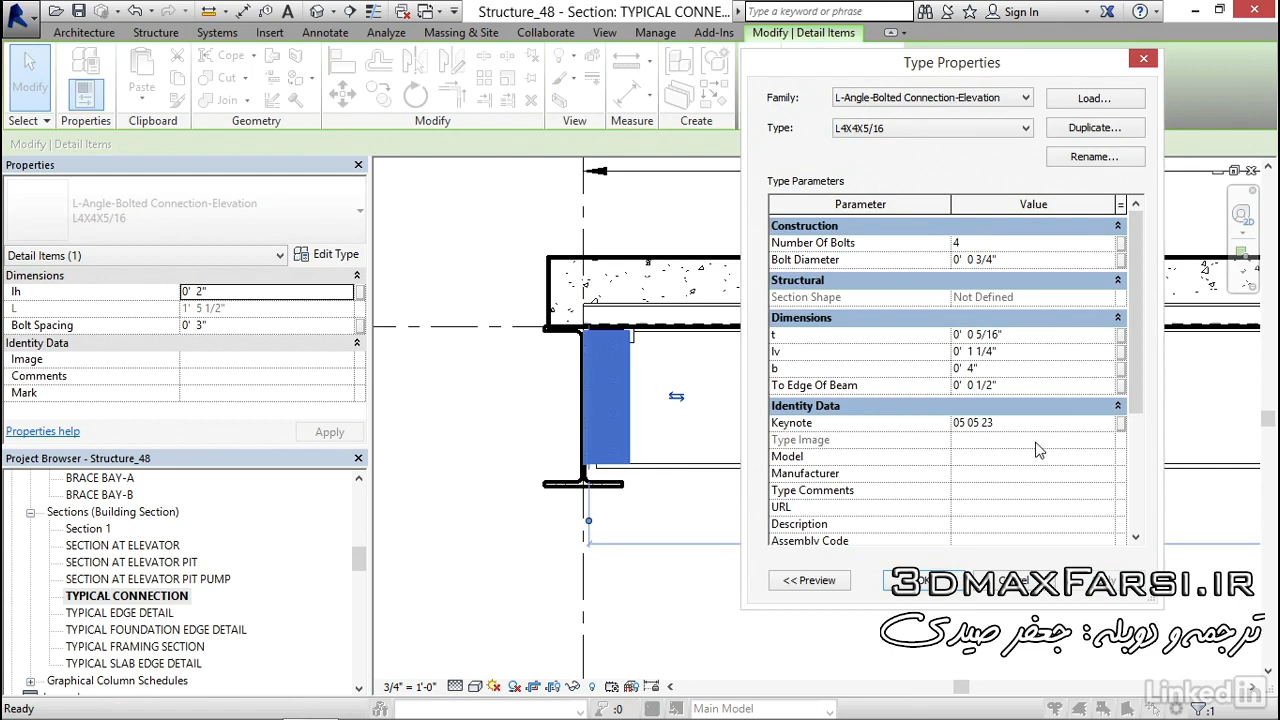 Structure_48 - Section: TYPICAL CONNE...
Type a keyword or phrase
Sign In
Architecture
Structure
Systems
Insert
Annotate
Analyze
Massing & Site
Collaborate
View
Manage
Add-Ins
Modify | Detail Items
Modify
Select
Properties
Paste
Clipboard
Cope
Cut
Join
Geometry
Modify
View
Measure
Create
Modify | Detail Items
Properties
L-Angle-Bolted Connection-Elevation
L4X4X5/16
Detail Items (1)
Edit Type
Dimensions
lh 0' 2"
L 1' 5 1/2"
Bolt Spacing 0' 3"
Identity Data
Image
Comments
Mark
Properties help
Apply
Project Browser - Structure_48
BRACE BAY-A
BRACE BAY-B
Sections (Building Section)
Section 1
SECTION AT ELEVATOR
SECTION AT ELEVATOR PIT
SECTION AT ELEVATOR PIT PUMP
TYPICAL CONNECTION
TYPICAL EDGE DETAIL
TYPICAL FOUNDATION EDGE DETAIL
TYPICAL FRAMING SECTION
TYPICAL SLAB EDGE DETAIL
Graphical Column Schedules
Type Properties
Family: L-Angle-Bolted Connection-Elevation
Load...
Type: L4X4X5/16
Duplicate...
Rename...
Type Parameters
Parameter Value =
Construction
Number Of Bolts 4
Bolt Diameter 0' 0 3/4"
Structural
Section Shape Not Defined
Dimensions
t 0' 0 5/16"
lv 0' 1 1/4"
b 0' 4"
To Edge Of Beam 0' 0 1/2"
Identity Data
Keynote 05 05 23
Type Image
Model
Manufacturer
Type Comments
URL
Description
Assembly Code
<< Preview
3DMAXFARSI.IR
ترجمه و دوبله: جعفر صیدی
Linked in
3/4" = 1'-0"
Ready
:0
Main Model
:1